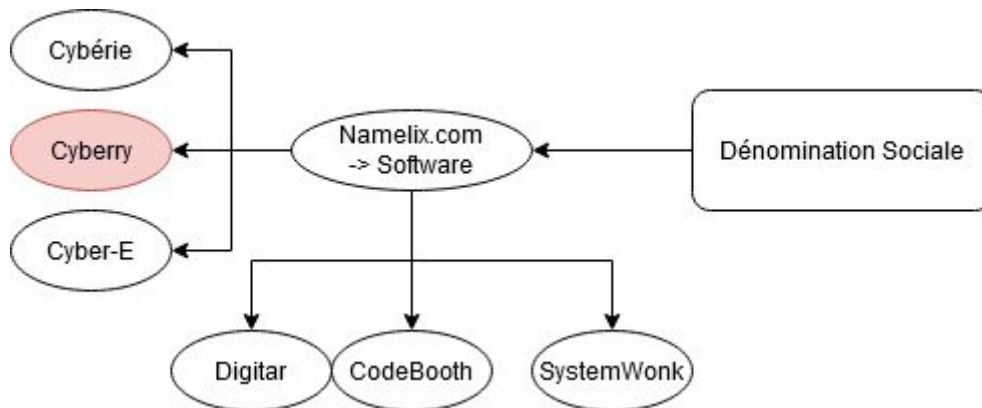 Cybérie
Cyberry
Cyber-E
Namelix.com
-> Software
Dénomination Sociale
Digitar
CodeBooth
SystemWonk